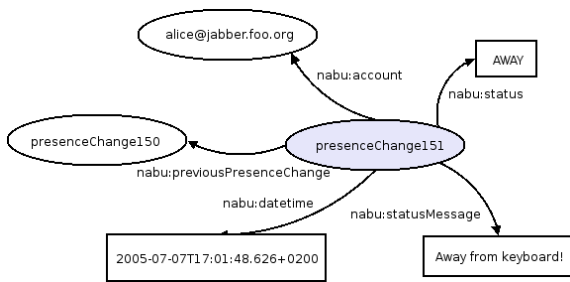 alice@jabber.foo.org
AWAY
nabu:account
nabu:status
presenceChange150
presenceChange151
nabu:previousPresenceChange
nabu:datetime
nabu:statusMessage
2005-07-07T17:01:48.626+0200
Away from keyboard!